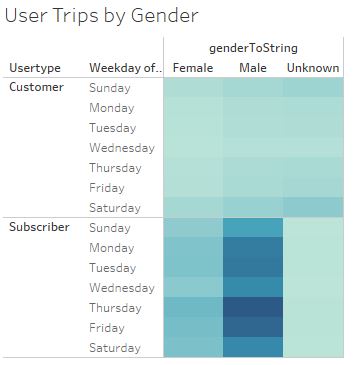 User Trips by Gender
genderToString
Usertype Weekday of.. Female Male Unknown
Customer Sunday
Monday
Tuesday
Wednesday
Thursday
Friday
Saturday
Subscriber Sunday
Monday
Tuesday
Wednesday
Thursday
Friday
Saturday